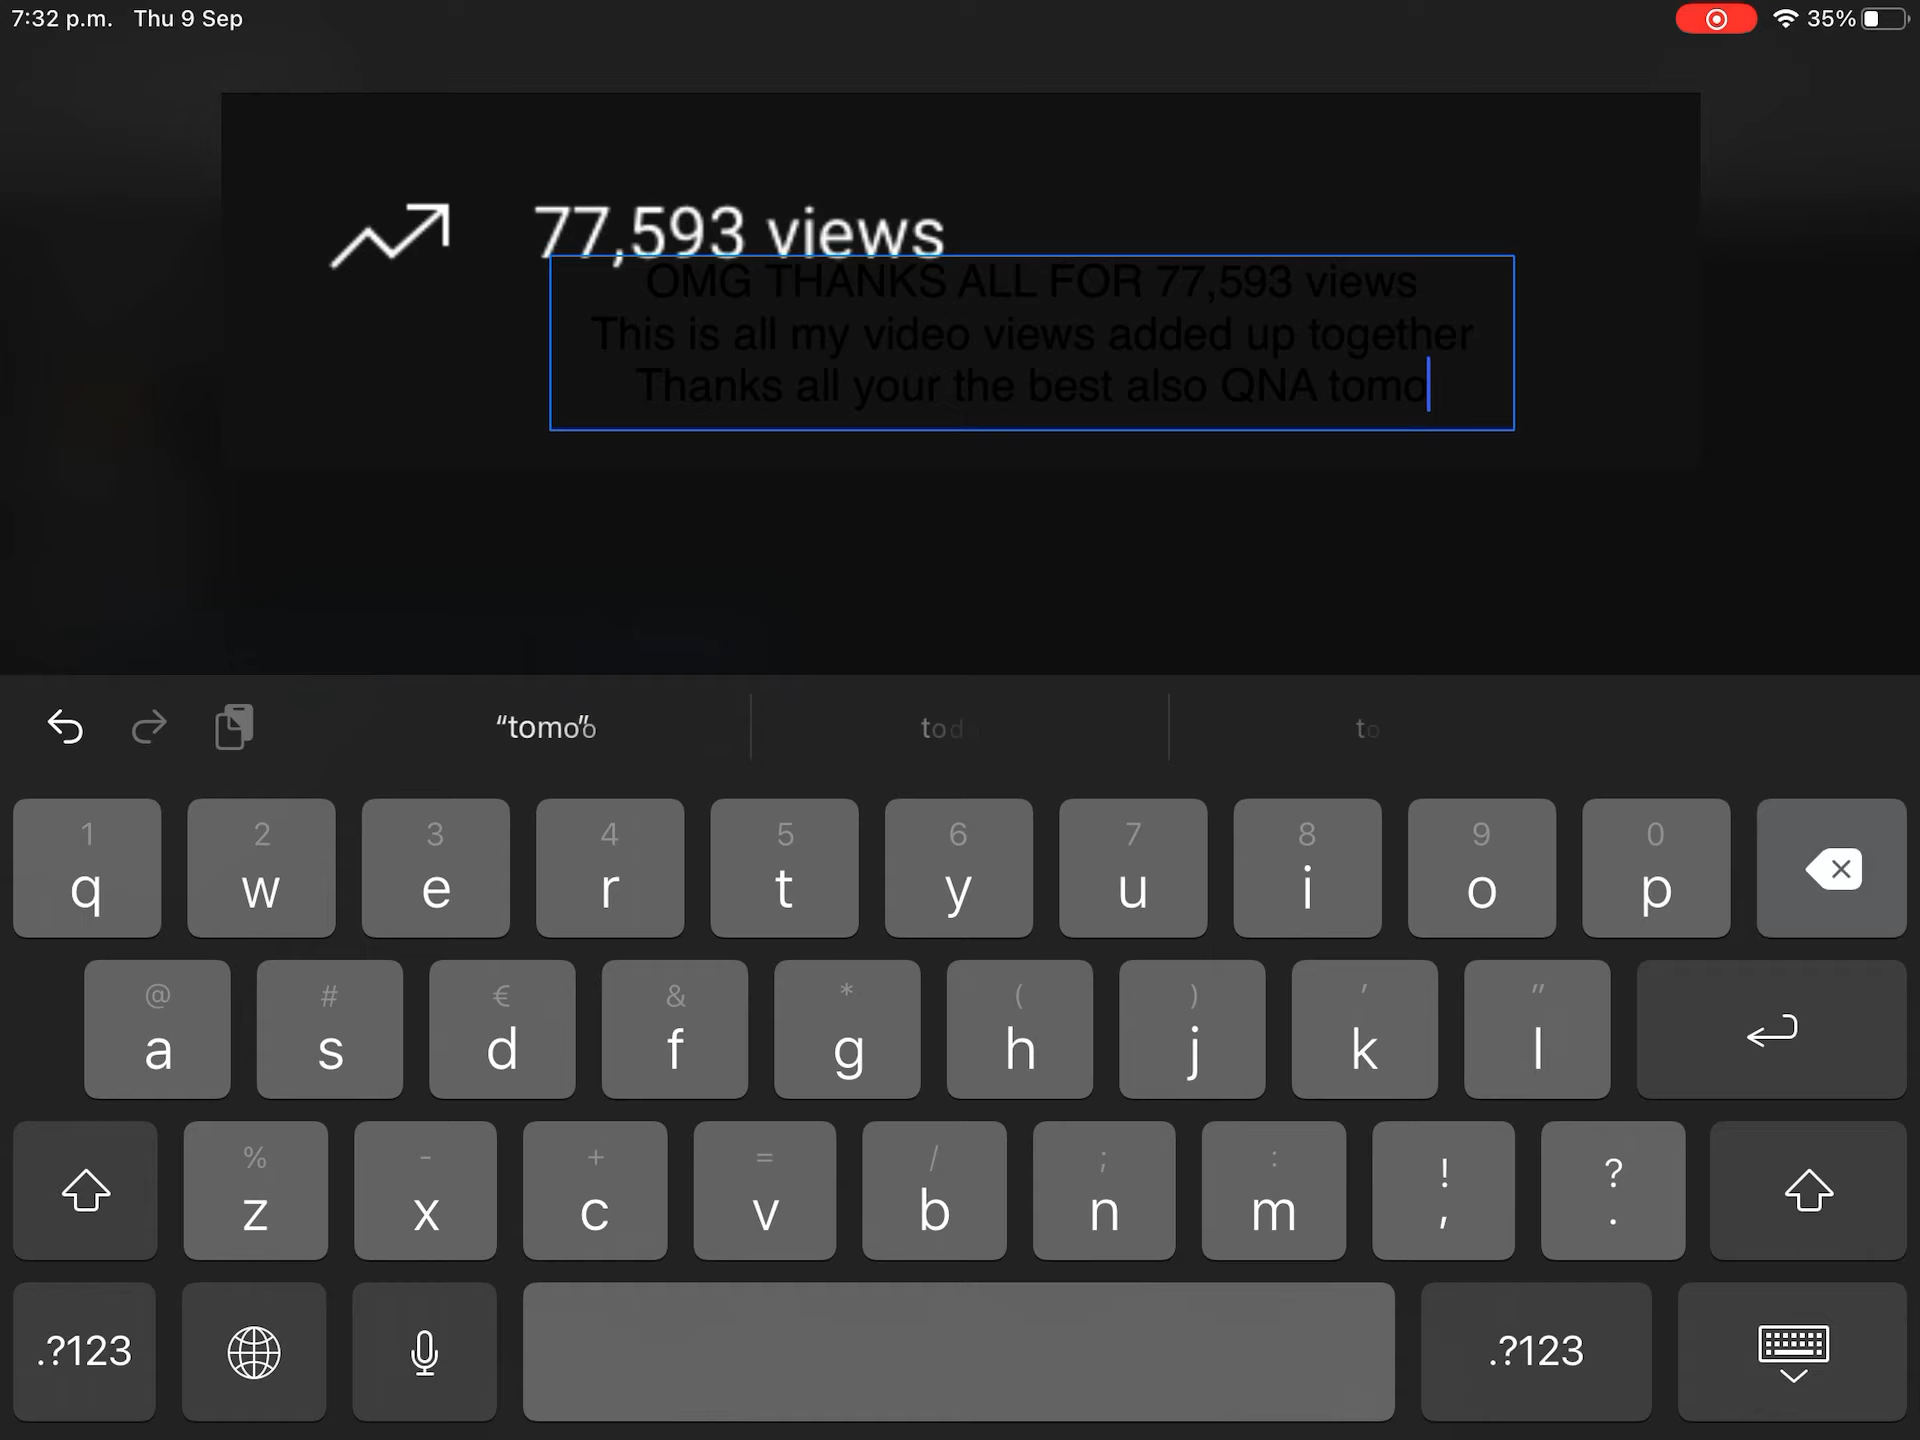 7:32 p.m. Thu 9 Sep
35%
77,593 views
OMG THANKS ALL FOR 77,593 views
This is all my video views added up together
Thanks all your the best also QNA tomo
“tomo”
1 2 3 4 5 6 7 8 9 0
q w e r t y u i o p
@ # € & * ( ) ' "
a s d f g h j k l
% - + = / ; : ! ?
z x c v b n m , .
.?123 .?123